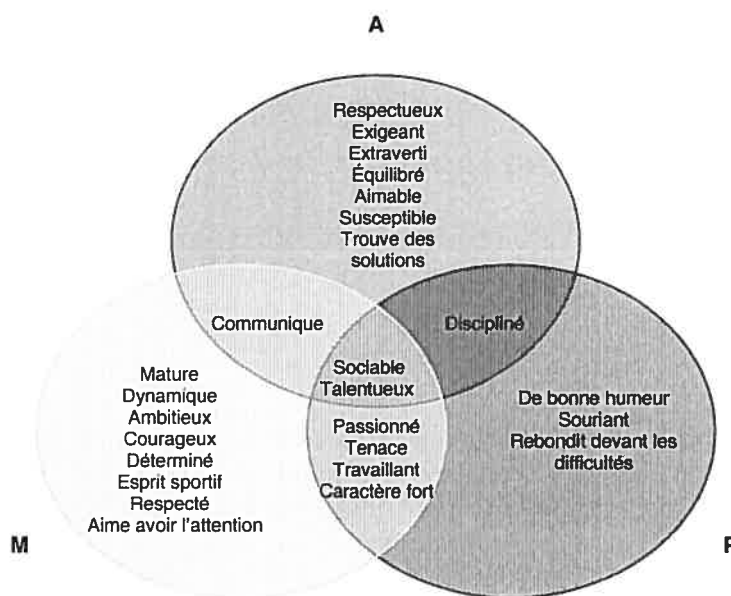 A
Respectueux
Exigeant
Extraverti
Équilibré
Aimable
Susceptible
Trouve des
solutions
Communique
Discipliné
Sociable
Talentueux
Mature
Dynamique
Ambitieux
Courageux
Déterminé
Esprit sportif
Respecté
Aime avoir l'attention
Passionné
Tenace
Travaillant
Caractère fort
De bonne humeur
Souriant
Rebondit devant les
difficultés
M